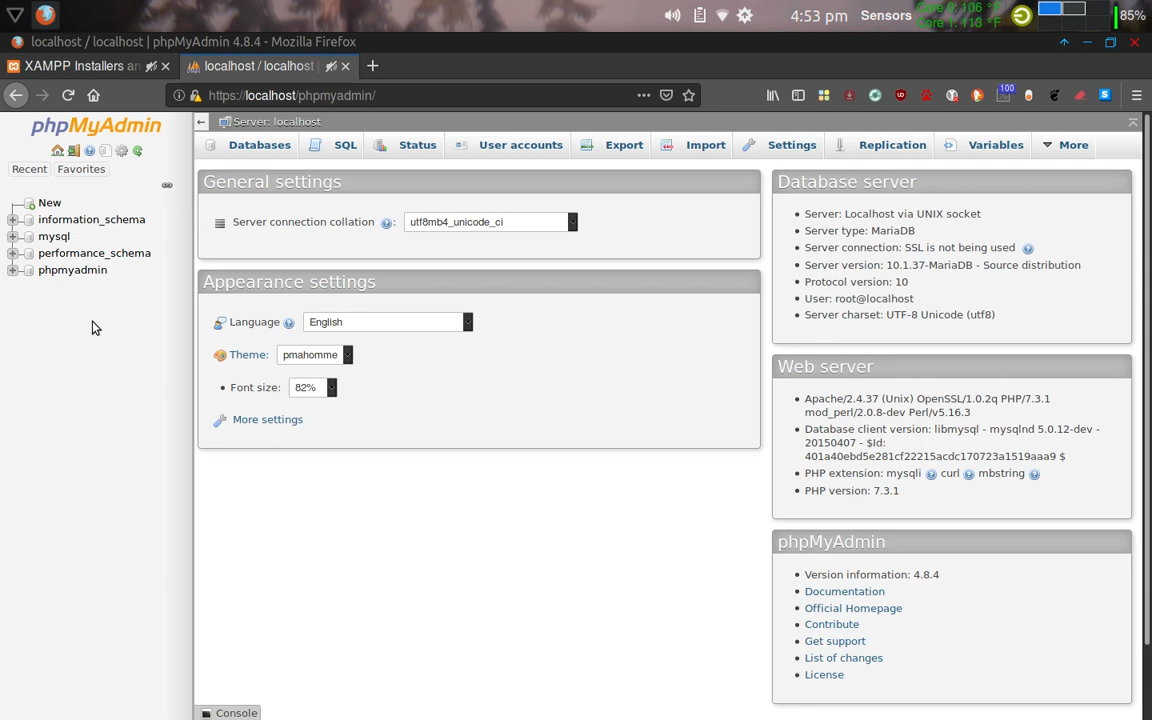 4:53 pm
Sensors
Core 0: 106 °F
Core 1: 113 °F
85%
localhost / localhost | phpMyAdmin 4.8.4 - Mozilla Firefox
XAMPP Installers an
localhost / localhost |
https://localhost/phpmyadmin/
100
phpMyAdmin
Recent
Favorites
New
information_schema
mysql
performance_schema
phpmyadmin
Server: localhost
Databases
SQL
Status
User accounts
Export
Import
Settings
Replication
Variables
More
General settings
Server connection collation
:
utf8mb4_unicode_ci
Appearance settings
Language
English
Theme:
pmahomme
Font size:
82%
More settings
Database server
Server: Localhost via UNIX socket
Server type: MariaDB
Server connection: SSL is not being used
Server version: 10.1.37-MariaDB - Source distribution
Protocol version: 10
User: root@localhost
Server charset: UTF-8 Unicode (utf8)
Web server
Apache/2.4.37 (Unix) OpenSSL/1.0.2q PHP/7.3.1
mod_perl/2.0.8-dev Perl/v5.16.3
Database client version: libmysql - mysqlnd 5.0.12-dev -
20150407 - $Id:
401a40ebd5e281cf22215acdc170723a1519aaa9 $
PHP extension: mysqli curl mbstring
PHP version: 7.3.1
phpMyAdmin
Version information: 4.8.4
Documentation
Official Homepage
Contribute
Get support
List of changes
License
Console